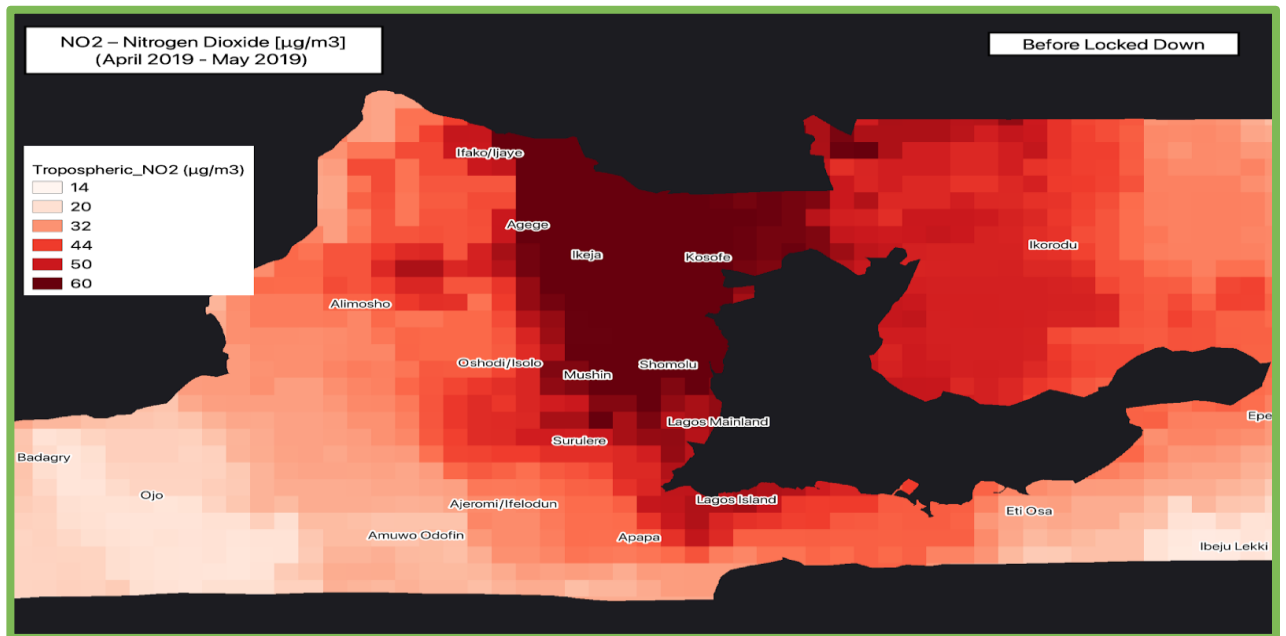 NO2 – Nitrogen Dioxide [µg/m3]
(April 2019 - May 2019)
Before Locked Down
Tropospheric_NO2 (µg/m3)
14
20
32
44
50
60
Ifako/Ijaye
Agege
Ikeja
Kosofe
Ikorodu
Alimosho
Oshodi/Isolo
Mushin
Shomolu
Lagos Mainland
Epe
Surulere
Badagry
Ojo
Ajeromi/Ifelodun
Lagos Island
Eti Osa
Amuwo Odofin
Apapa
Ibeju Lekki